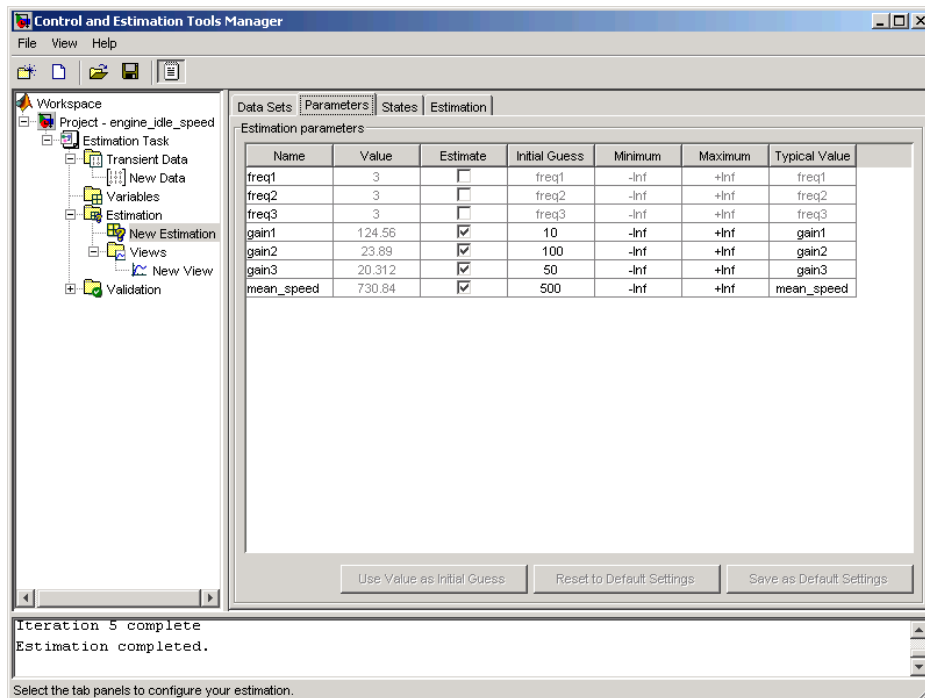 Control and Estimation Tools Manager
File View Help
Workspace
Project - engine_idle_speed
Estimation Task
Transient Data
New Data
Variables
Estimation
New Estimation
Views
New View
Validation
Data Sets Parameters States Estimation
Estimation parameters
Name Value Estimate Initial Guess Minimum Maximum Typical Value
freq1 3 freq1 -Inf +Inf freq1
freq2 3 freq2 -Inf +Inf freq2
freq3 3 freq3 -Inf +Inf freq3
gain1 124.56 10 -Inf +Inf gain1
gain2 23.89 100 -Inf +Inf gain2
gain3 20.312 50 -Inf +Inf gain3
mean_speed 730.84 500 -Inf +Inf mean_speed
Use Value as Initial Guess Reset to Default Settings Save as Default Settings
Iteration 5 complete
Estimation completed.
Select the tab panels to configure your estimation.